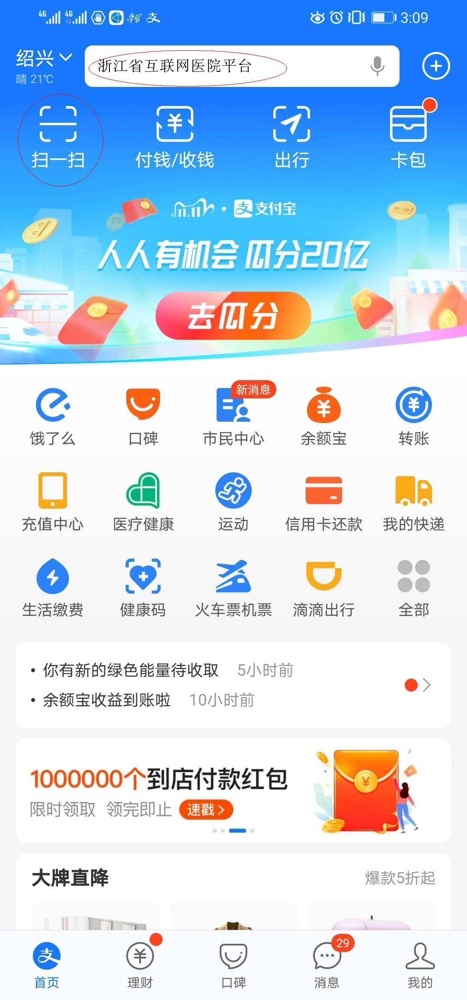 4G 4G 学习 支 3:09
绍兴
晴 21℃
浙江省互联网医院平台
扫一扫 付钱/收钱 出行 卡包
11.11 · 支 支付宝
人人有机会 瓜分20亿
去瓜分
新消息
饿了么 口碑 市民中心 余额宝 转账
充值中心 医疗健康 运动 信用卡还款 我的快递
生活缴费 健康码 火车票机票 滴滴出行 全部
• 你有新的绿色能量待收取 5小时前
• 余额宝收益到账啦 10小时前
1000000个到店付款红包
限时领取 领完即止 速戳 >
大牌直降 爆款5折起
29
首页 理财 口碑 消息 我的